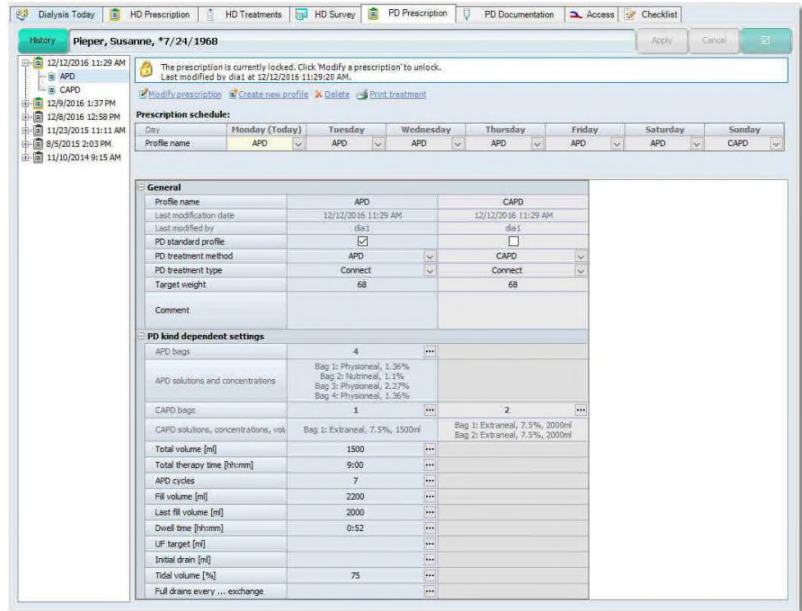 Dialysis Today HD Prescription HD Treatments HD Survey PD Prescription PD Documentation Access Checklist
History Pieper, Susanne, *7/24/1968 Apply Cancel
12/12/2016 11:29 AM
APD
CAPD
12/9/2016 1:37 PM
12/8/2016 12:58 PM
11/23/2015 11:11 AM
8/5/2015 2:03 PM
11/10/2014 9:15 AM
The prescription is currently locked. Click 'Modify a prescription' to unlock.
Last modified by dia1 at 12/12/2016 11:29:20 AM.
Modify prescription Create new profile Delete Print treatment
Prescription schedule:
Day Monday (Today) Tuesday Wednesday Thursday Friday Saturday Sunday
Profile name APD APD APD APD APD APD CAPD
General
Profile name APD CAPD
Last modification date 12/12/2016 11:29 AM 12/12/2016 11:29 AM
Last modified by dia1 dia1
PD standard profile
PD treatment method APD CAPD
PD treatment type Connect Connect
Target weight 68 68
Comment
PD kind dependent settings
APD bags 4 ...
APD solutions and concentrations
Bag 1: Physioneal, 1.36%
Bag 2: Nutrineal, 1.1%
Bag 3: Physioneal, 2.27%
Bag 4: Physioneal, 1.36%
CAPD bags 1 ... 2 ...
CAPD solutions, concentrations, vol Bag 1: Extraneal, 7.5%, 1500ml
Bag 1: Extraneal, 7.5%, 2000ml
Bag 2: Extraneal, 7.5%, 2000ml
Total volume [ml] 1500 ...
Total therapy time [hh:mm] 9:00 ...
APD cycles 7 ...
Fill volume [ml] 2200 ...
Last fill volume [ml] 2000 ...
Dwell time [hh:mm] 0:52 ...
UF target [ml] ...
Initial drain [ml] ...
Tidal volume [%] 75 ...
Full drains every ... exchange ...